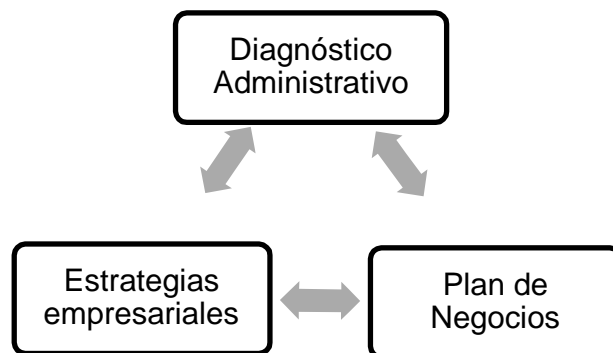 Diagnóstico
Administrativo
Estrategias
empresariales
Plan de
Negocios